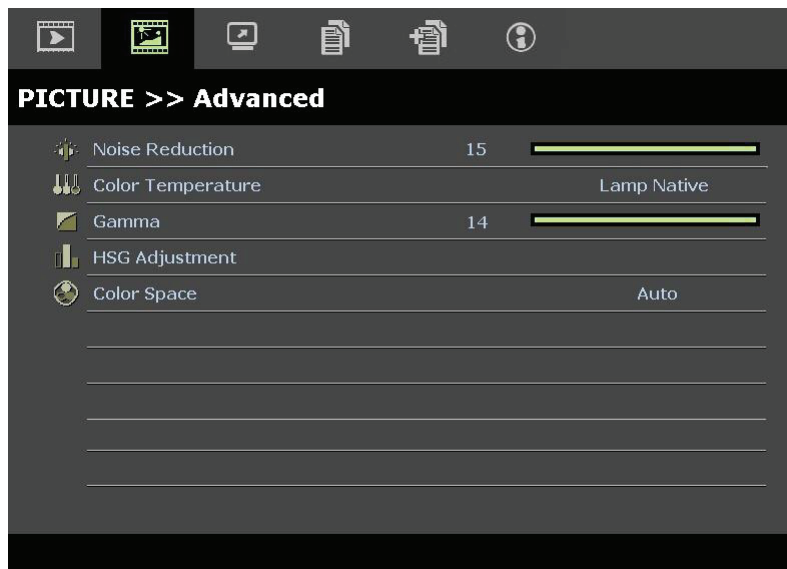 PICTURE >> Advanced
Noise Reduction 15
Color Temperature Lamp Native
Gamma 14
HSG Adjustment
Color Space Auto